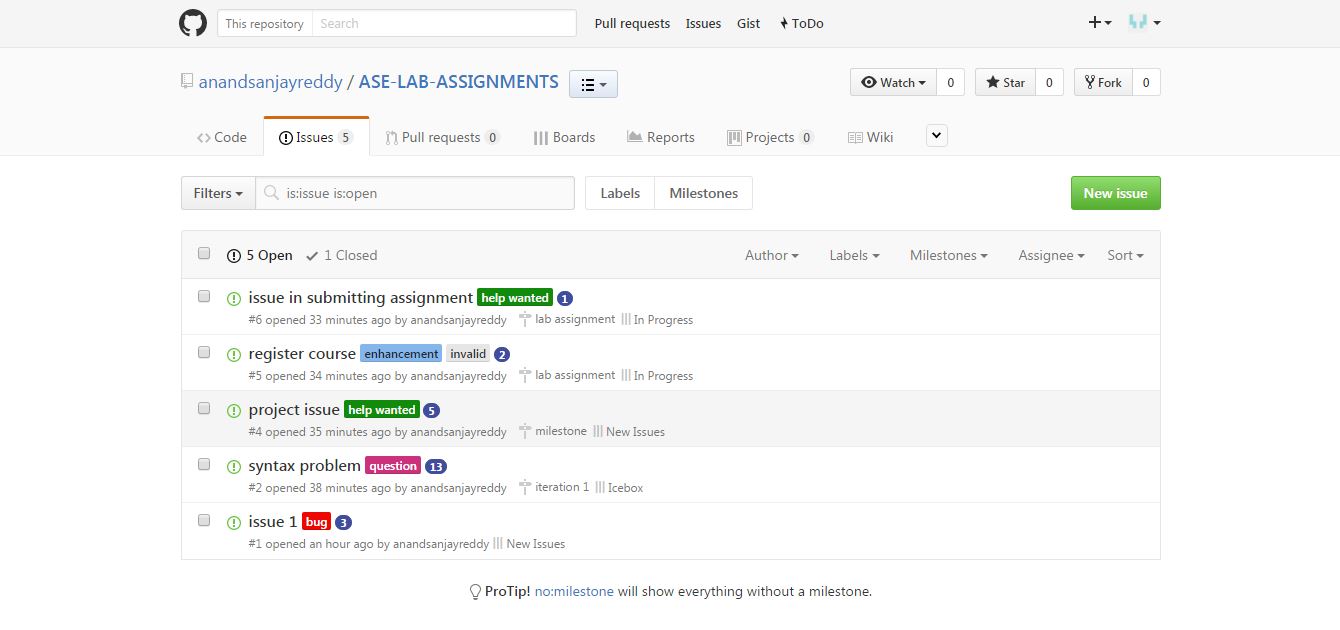 This repository Search Pull requests Issues Gist ToDo
anandsanjayreddy / ASE-LAB-ASSIGNMENTS Watch 0 Star 0 Fork 0
Code Issues 5 Pull requests 0 Boards Reports Projects 0 Wiki
Filters is:issue is:open Labels Milestones New issue
5 Open 1 Closed Author Labels Milestones Assignee Sort
issue in submitting assignment help wanted 1
#6 opened 33 minutes ago by anandsanjayreddy lab assignment In Progress
register course enhancement invalid 2
#5 opened 34 minutes ago by anandsanjayreddy lab assignment In Progress
project issue help wanted 5
#4 opened 35 minutes ago by anandsanjayreddy milestone New Issues
syntax problem question 13
#2 opened 38 minutes ago by anandsanjayreddy iteration 1 Icebox
issue 1 bug 3
#1 opened an hour ago by anandsanjayreddy New Issues
ProTip! no:milestone will show everything without a milestone.